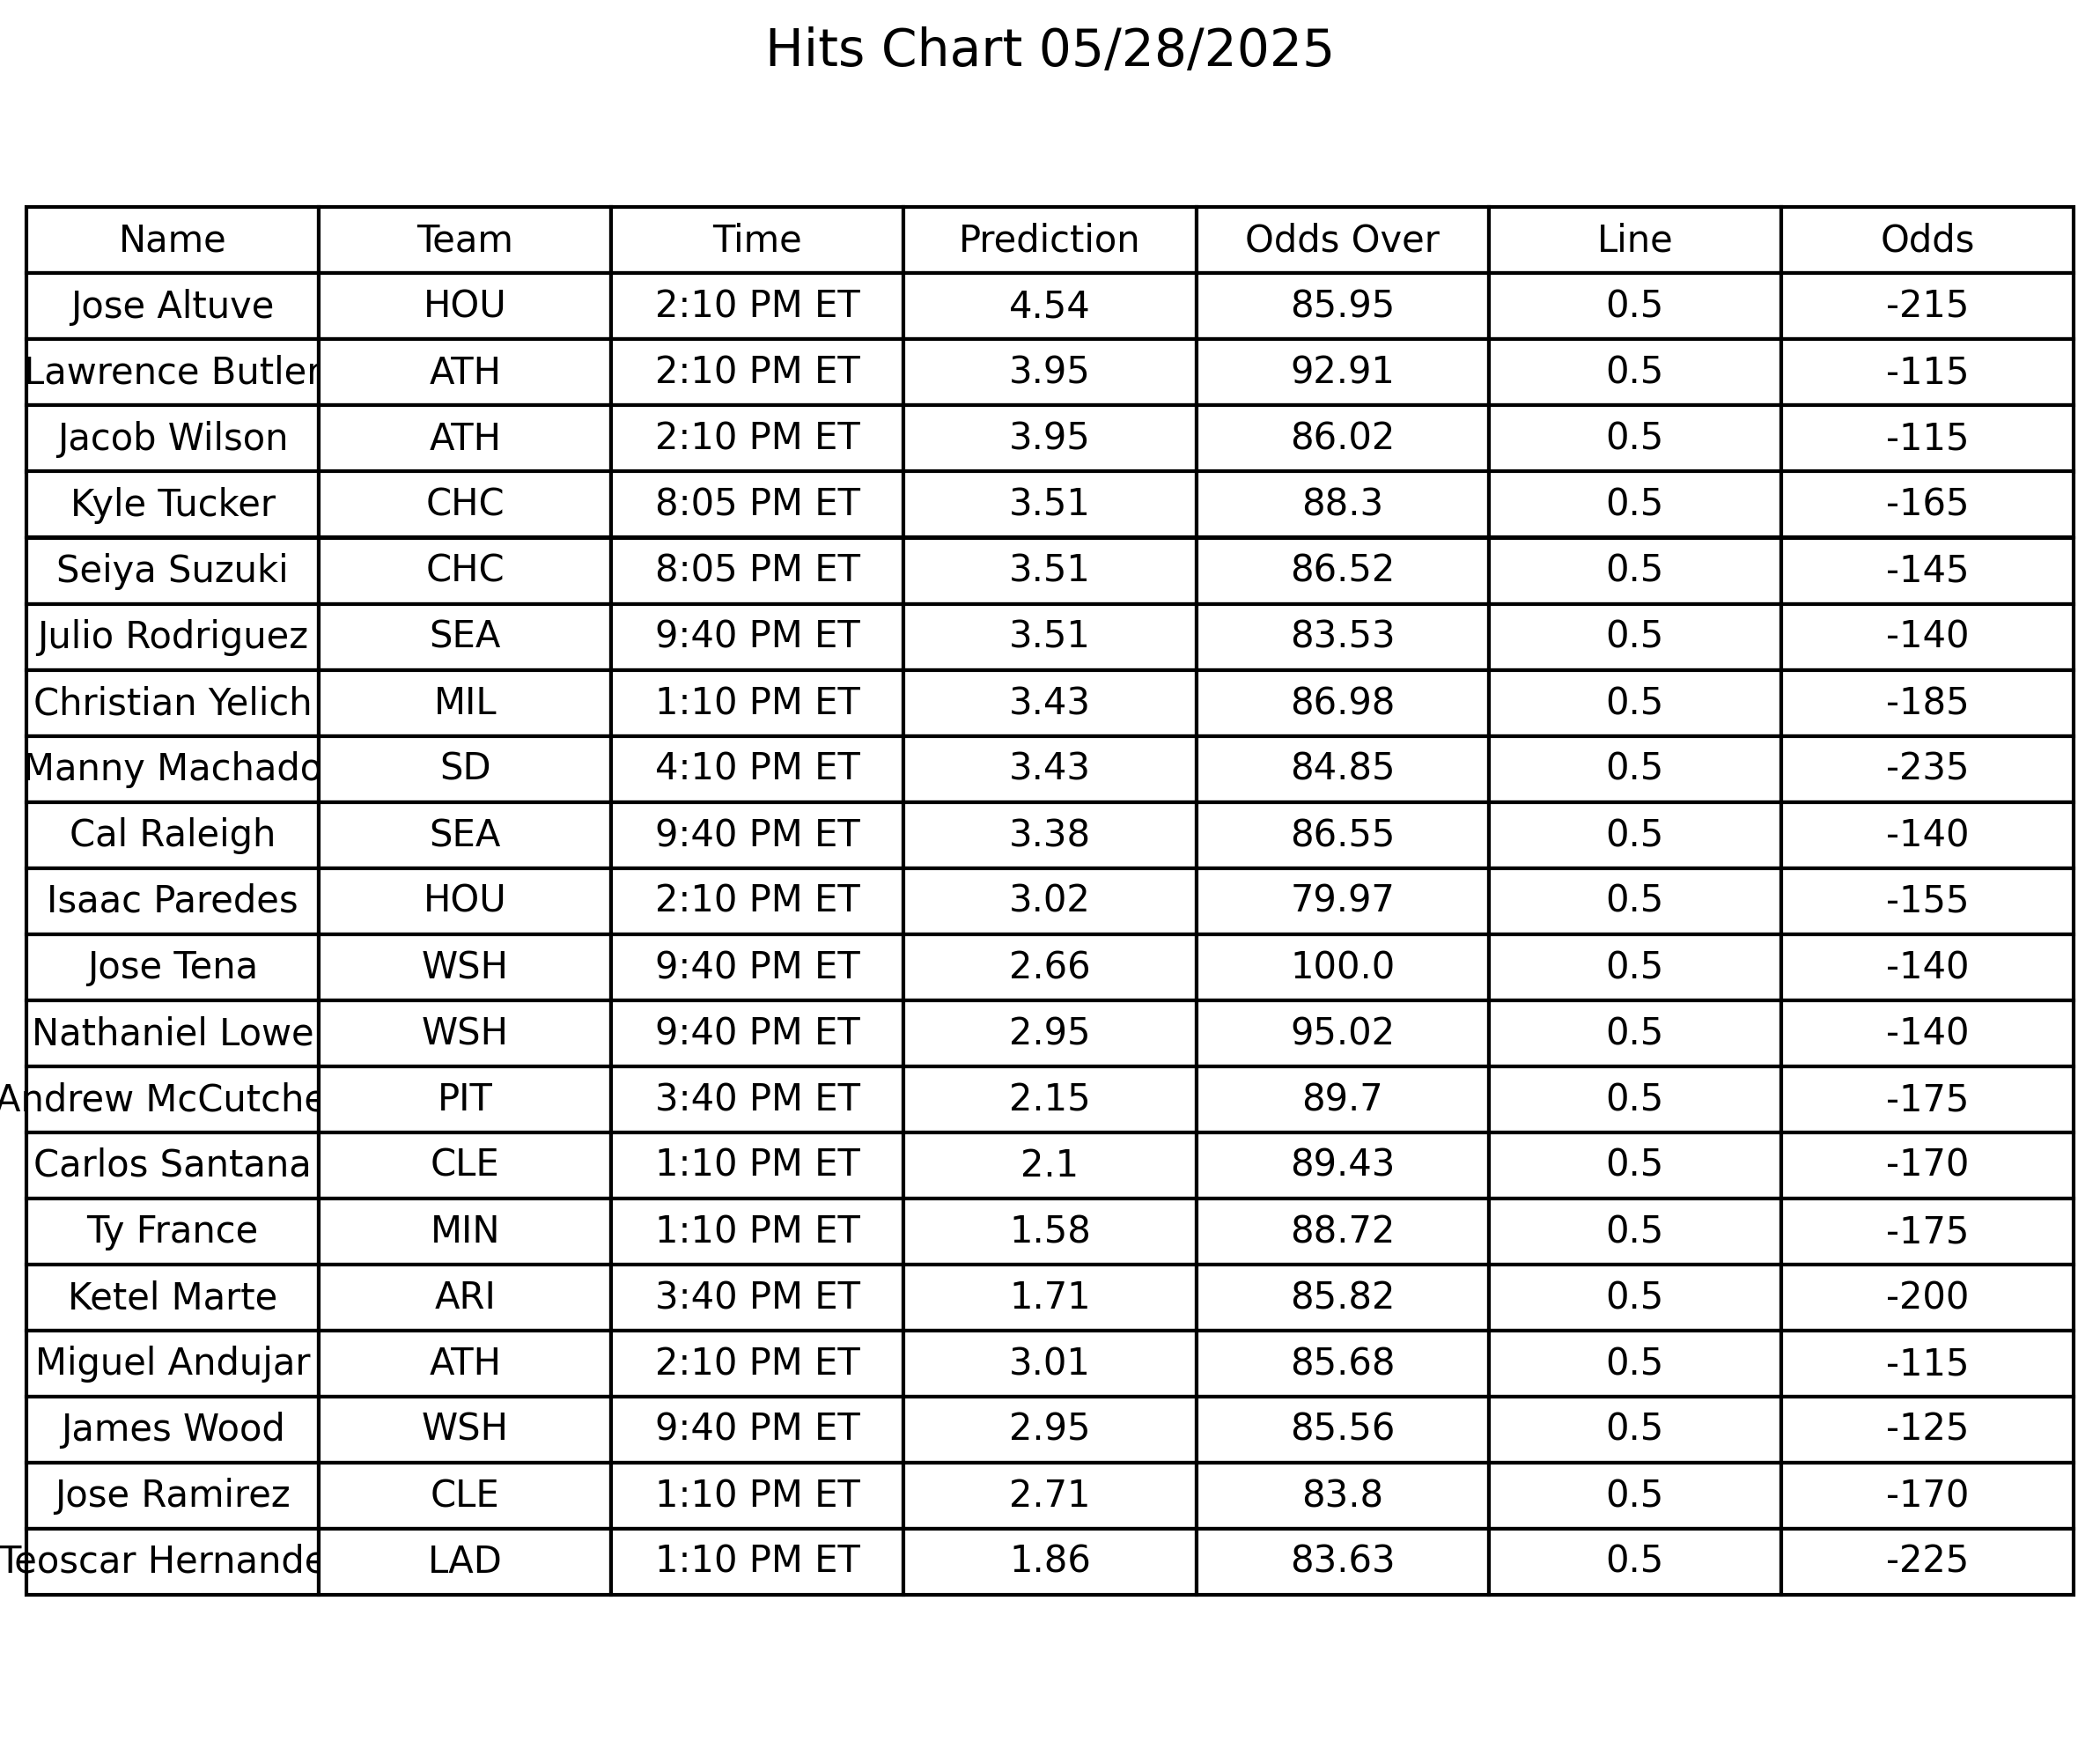 Hits Chart 05/28/2025
Name Team Time Prediction Odds Over Line Odds
Jose Altuve HOU 2:10 PM ET 4.54 85.95 0.5 -215
Lawrence Butler ATH 2:10 PM ET 3.95 92.91 0.5 -115
Jacob Wilson ATH 2:10 PM ET 3.95 86.02 0.5 -115
Kyle Tucker CHC 8:05 PM ET 3.51 88.3 0.5 -165
Seiya Suzuki CHC 8:05 PM ET 3.51 86.52 0.5 -145
Julio Rodriguez SEA 9:40 PM ET 3.51 83.53 0.5 -140
Christian Yelich MIL 1:10 PM ET 3.43 86.98 0.5 -185
Manny Machado SD 4:10 PM ET 3.43 84.85 0.5 -235
Cal Raleigh SEA 9:40 PM ET 3.38 86.55 0.5 -140
Isaac Paredes HOU 2:10 PM ET 3.02 79.97 0.5 -155
Jose Tena WSH 9:40 PM ET 2.66 100.0 0.5 -140
Nathaniel Lowe WSH 9:40 PM ET 2.95 95.02 0.5 -140
Andrew McCutche PIT 3:40 PM ET 2.15 89.7 0.5 -175
Carlos Santana CLE 1:10 PM ET 2.1 89.43 0.5 -170
Ty France MIN 1:10 PM ET 1.58 88.72 0.5 -175
Ketel Marte ARI 3:40 PM ET 1.71 85.82 0.5 -200
Miguel Andujar ATH 2:10 PM ET 3.01 85.68 0.5 -115
James Wood WSH 9:40 PM ET 2.95 85.56 0.5 -125
Jose Ramirez CLE 1:10 PM ET 2.71 83.8 0.5 -170
Teoscar Hernande LAD 1:10 PM ET 1.86 83.63 0.5 -225